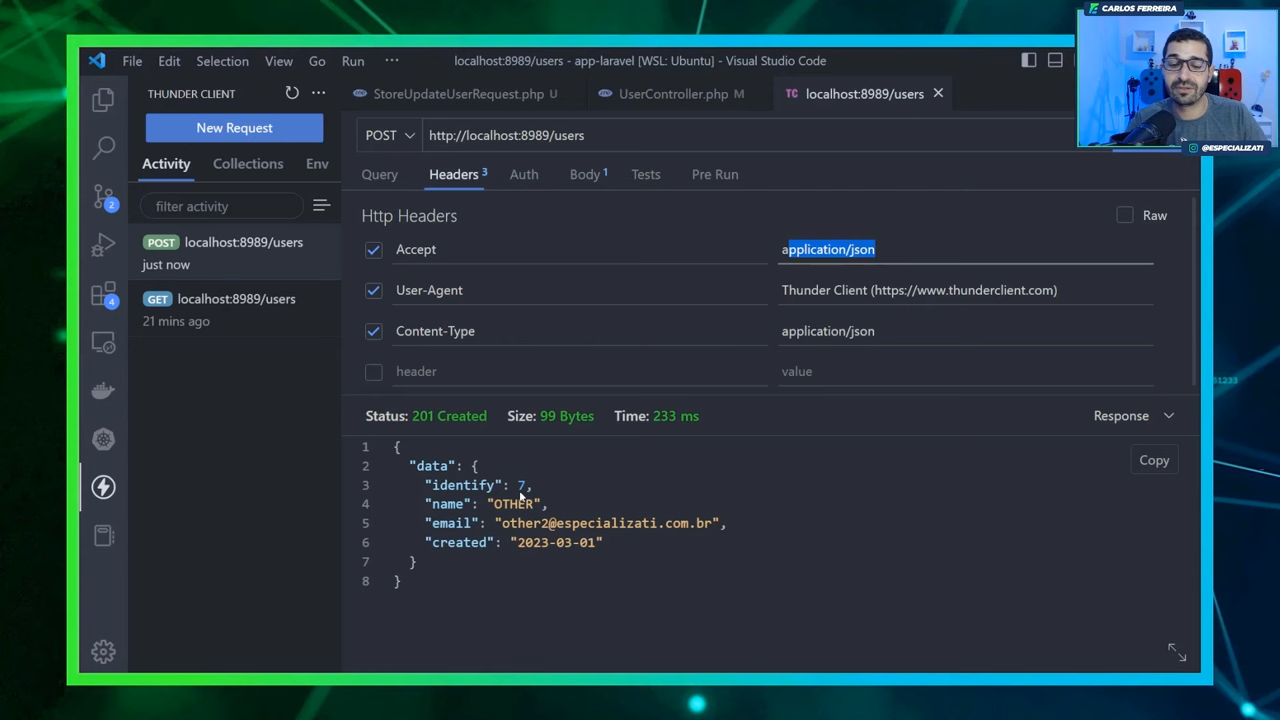 CARLOS FERREIRA
File Edit Selection View Go Run ··· localhost:8989/users - app-laravel [WSL: Ubuntu] - Visual Studio Code
THUNDER CLIENT ···
StoreUpdateUserRequest.php U
UserController.php M
TC localhost:8989/users
New Request
POST http://localhost:8989/users
@ESPECIALIZATI
Activity Collections Env
Query Headers 3 Auth Body 1 Tests Pre Run
filter activity
Http Headers
Raw
2
POST localhost:8989/users
just now
Accept application/json
GET localhost:8989/users
21 mins ago
4
User-Agent Thunder Client (https://www.thunderclient.com)
Content-Type application/json
header value
51233
Status: 201 Created Size: 99 Bytes Time: 233 ms Response
Copy
1 {
2 "data": {
3 "identify": 7,
4 "name": "OTHER",
5 "email": "other2@especializati.com.br",
6 "created": "2023-03-01"
7 }
8 }